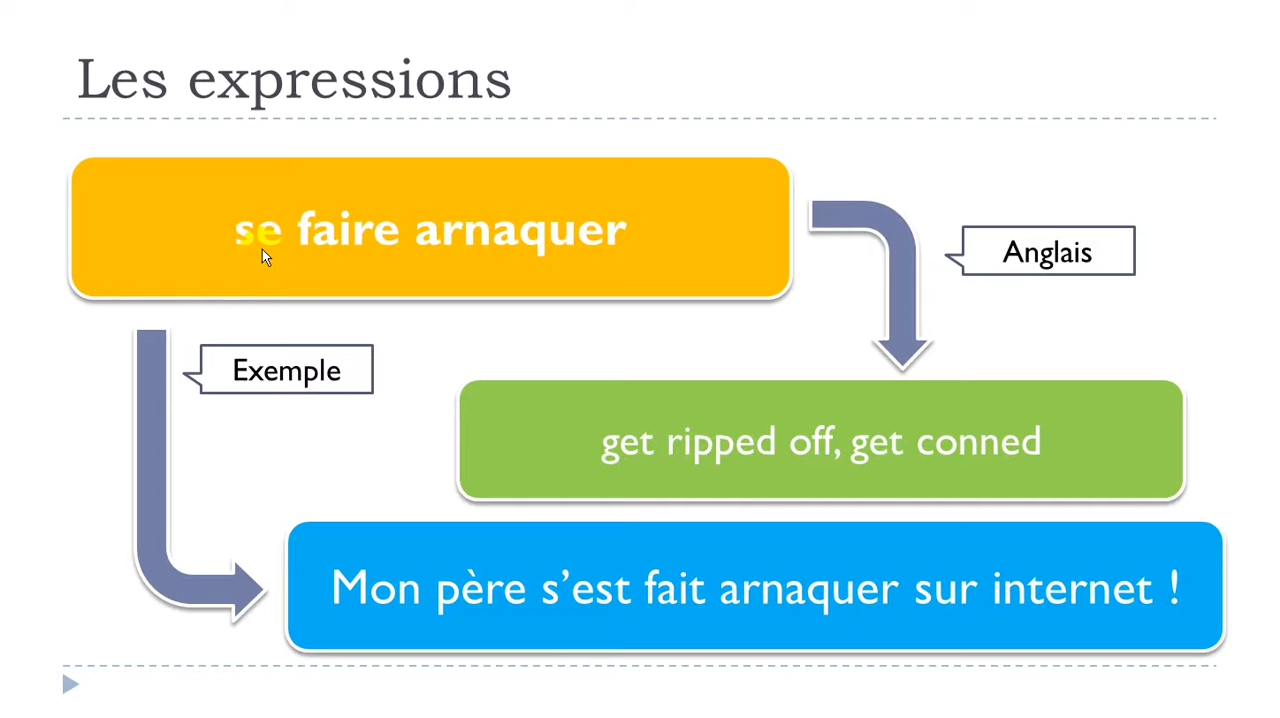 Les expressions
se faire arnaquer
Anglais
Exemple
get ripped off, get conned
Mon père s’est fait arnaquer sur internet !